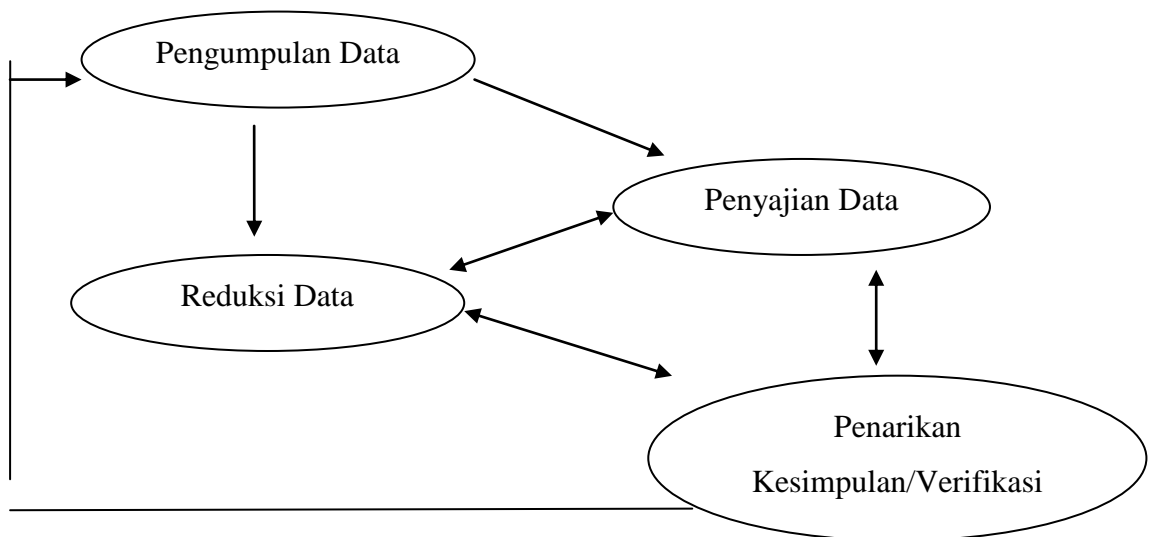 Pengumpulan Data
Penyajian Data
Reduksi Data
Penarikan
Kesimpulan/Verifikasi